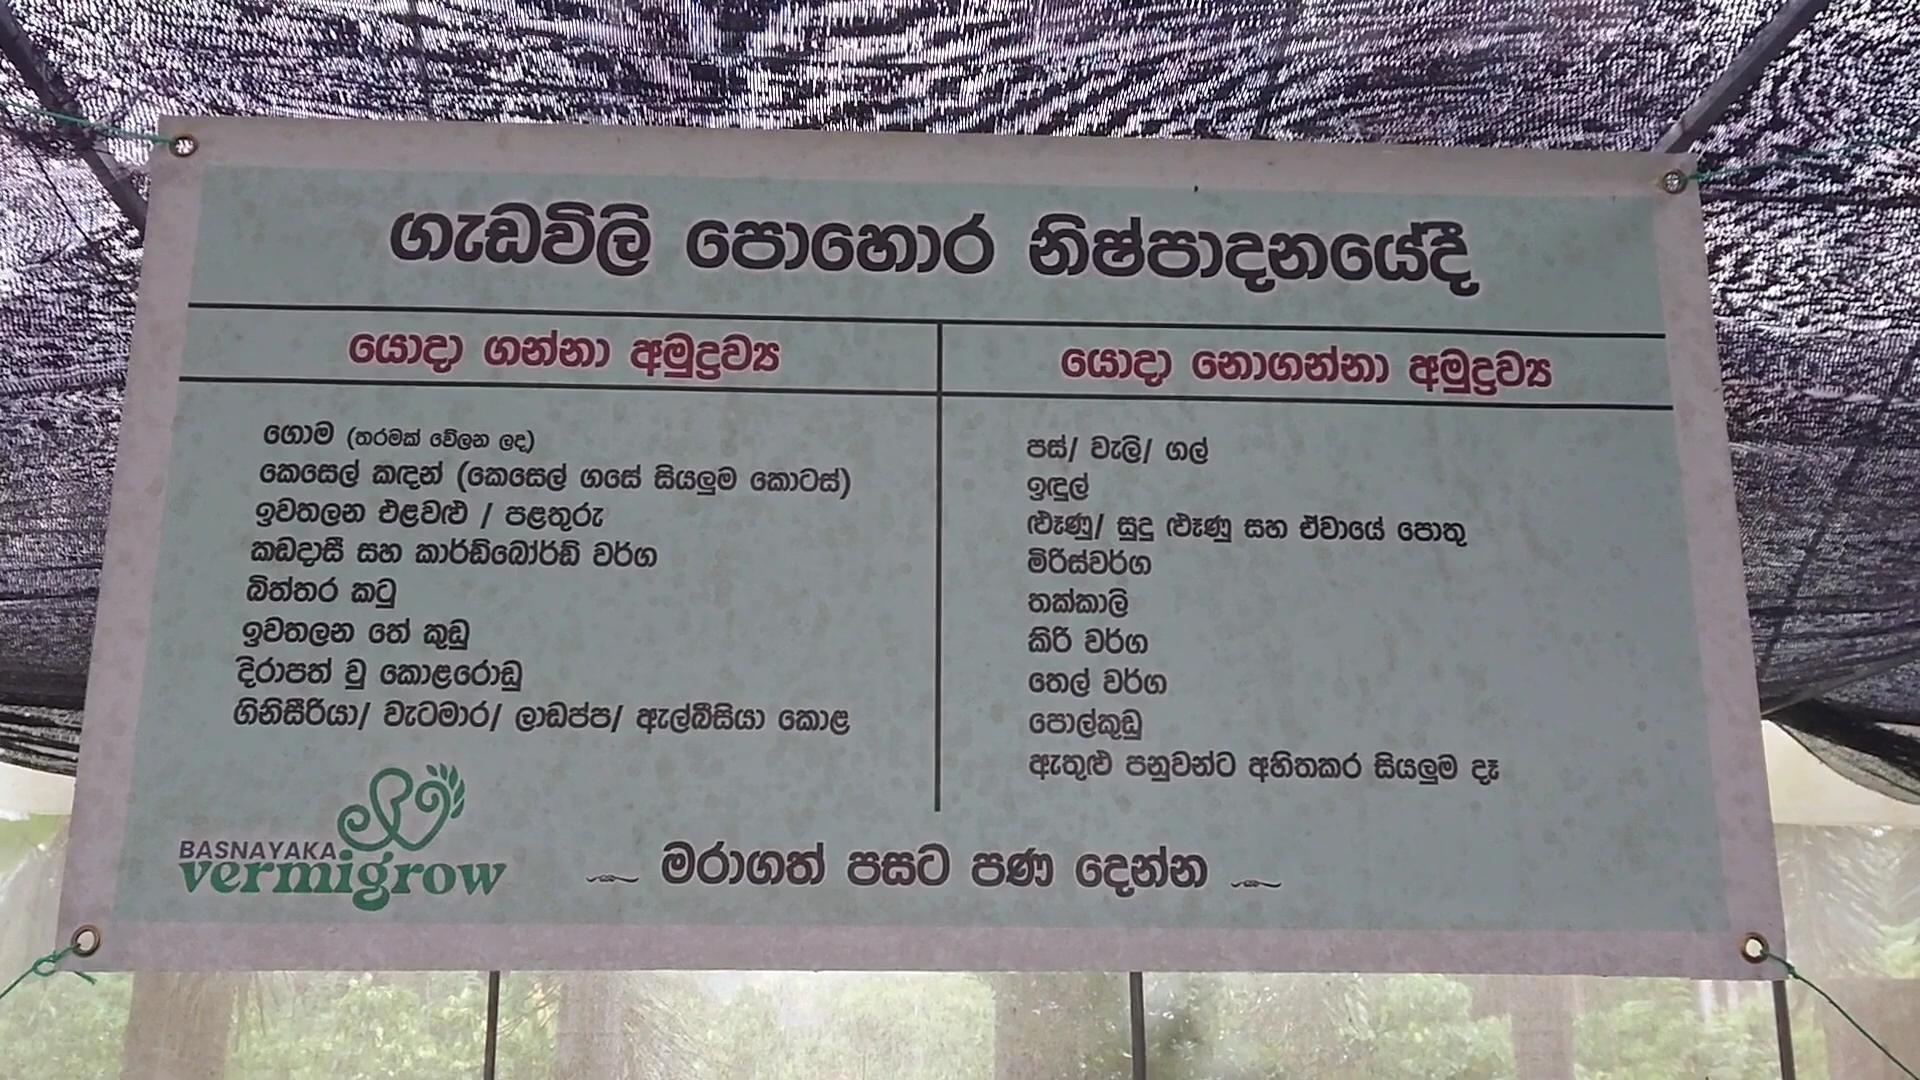 ගැඩවිලි පොහොර නිෂ්පාදනයේදී
යොදා ගන්නා අමුද්‍රව්‍ය
ගොම (තරමක් වේලන ලද)
කෙසෙල් කඳන් (කෙසෙල් ගසේ සියලුම කොටස්)
ඉවතලන එළවළු / පළතුරු
කඩදාසී සහ කාර්ඩ්බෝර්ඩ් වර්ග
බිත්තර කටු
ඉවතලන තේ කුඩු
දිරාපත් වු කොළරොඩු
ගිනිසීරියා/ වැටමාර/ ලාඩප්ප/ ඇල්බීසියා කොළ
යොදා නොගන්නා අමුද්‍රව්‍ය
පස්/ වැලි/ ගල්
ඉඳුල්
ළූණු/ සුදු ළූණු සහ ඒවායේ පොතු
මිරිස්වර්ග
තක්කාලි
කිරි වර්ග
තෙල් වර්ග
පොල්කුඩු
ඇතුළු පනුවන්ට අහිතකර සියලුම දෑ
BASNAYAKA
vermigrow
මරාගත් පසට පණ දෙන්න